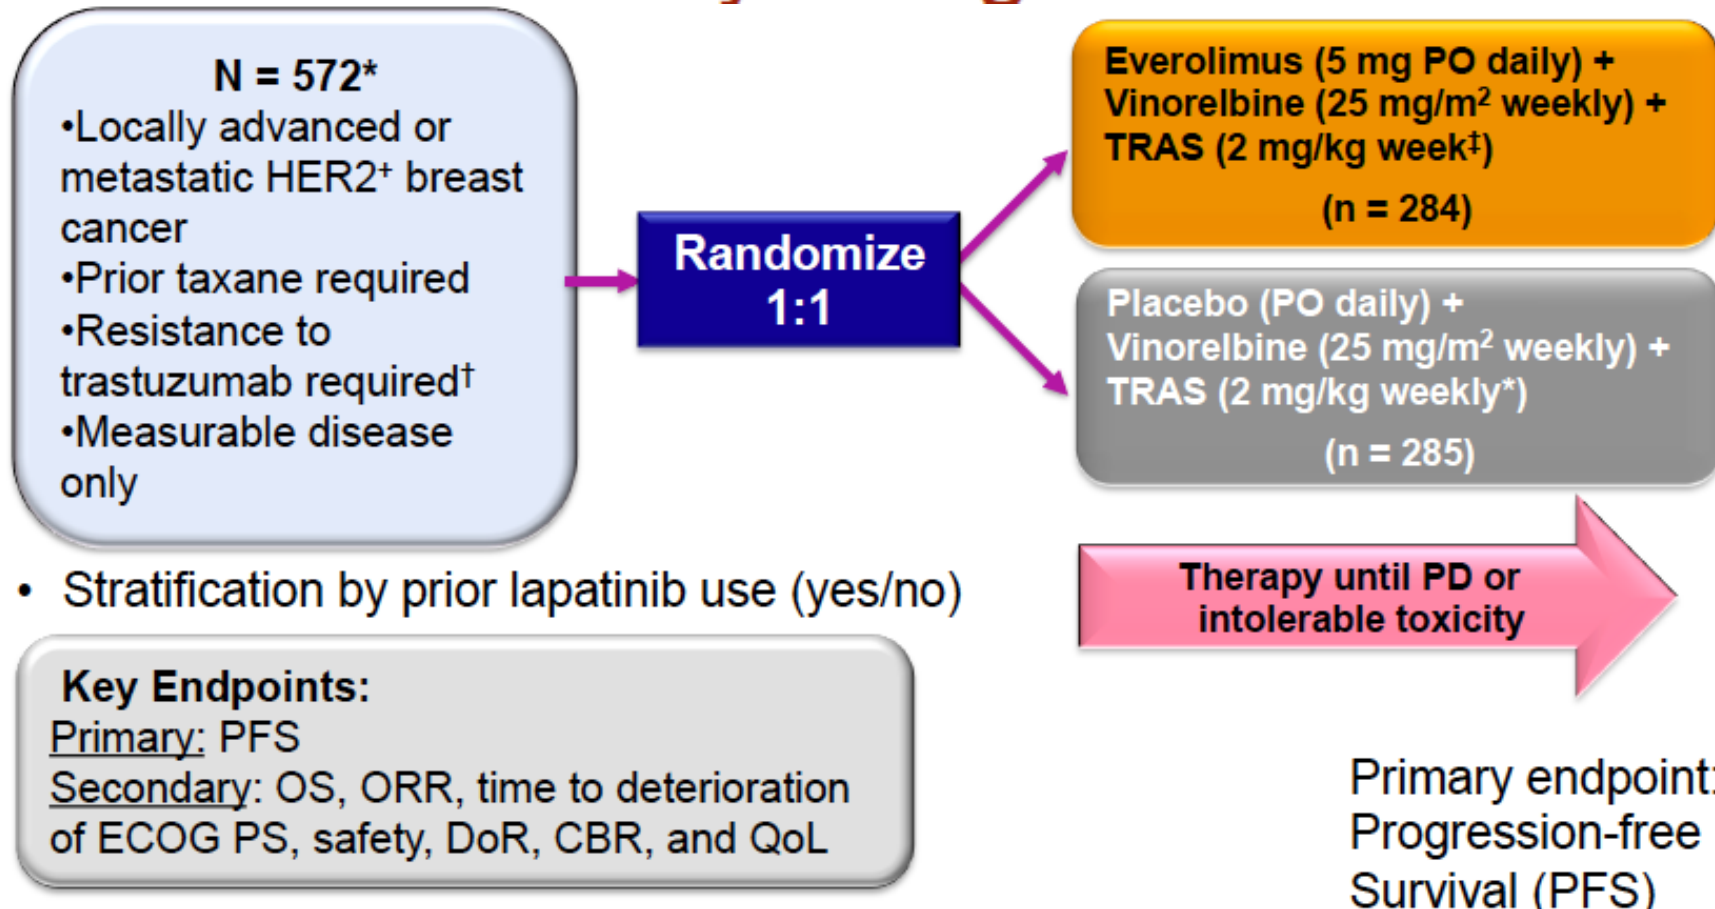 N = 572*
•Locally advanced or
metastatic HER2⁺ breast
cancer
•Prior taxane required
•Resistance to
trastuzumab required†
•Measurable disease
only
Randomize
1:1
Everolimus (5 mg PO daily) +
Vinorelbine (25 mg/m² weekly) +
TRAS (2 mg/kg week‡)
(n = 284)
Placebo (PO daily) +
Vinorelbine (25 mg/m² weekly) +
TRAS (2 mg/kg weekly*)
(n = 285)
Therapy until PD or
intolerable toxicity
• Stratification by prior lapatinib use (yes/no)
Key Endpoints:
Primary: PFS
Secondary: OS, ORR, time to deterioration
of ECOG PS, safety, DoR, CBR, and QoL
Primary endpoint:
Progression-free
Survival (PFS)